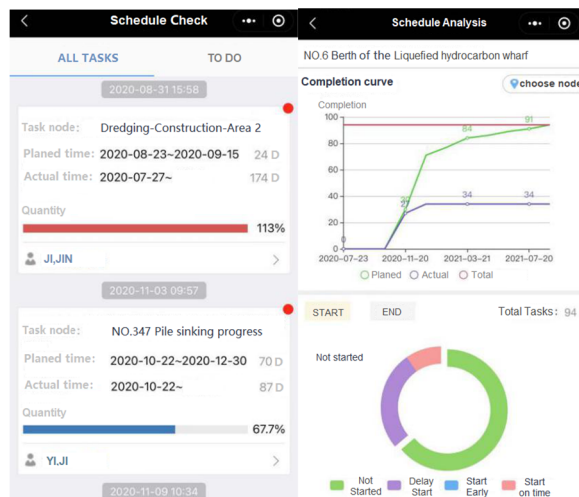 Schedule Check
ALL TASKS
TO DO
2020-08-31 15:58
Task node: Dredging-Construction-Area 2
Planed time: 2020-08-23~2020-09-15 24 D
Actual time: 2020-07-27~ 174 D
Quantity
113%
JI,JIN
2020-11-03 09:57
Task node: NO.347 Pile sinking progress
Planed time: 2020-10-22~2020-12-30 70 D
Actual time: 2020-10-22~ 87 D
Quantity
67.7%
YI,JI
2020-11-09 10:34
Schedule Analysis
NO.6 Berth of the Liquefied hydrocarbon wharf
Completion curve
choose node
Completion
100
80
60
40
20
0
0
27
84
91
34
34
2020-07-23 2020-11-20 2021-03-21 2021-07-20
Planed Actual Total
START
END
Total Tasks: 94
Not started
Not Started
Delay Start
Start Earny
Start on time